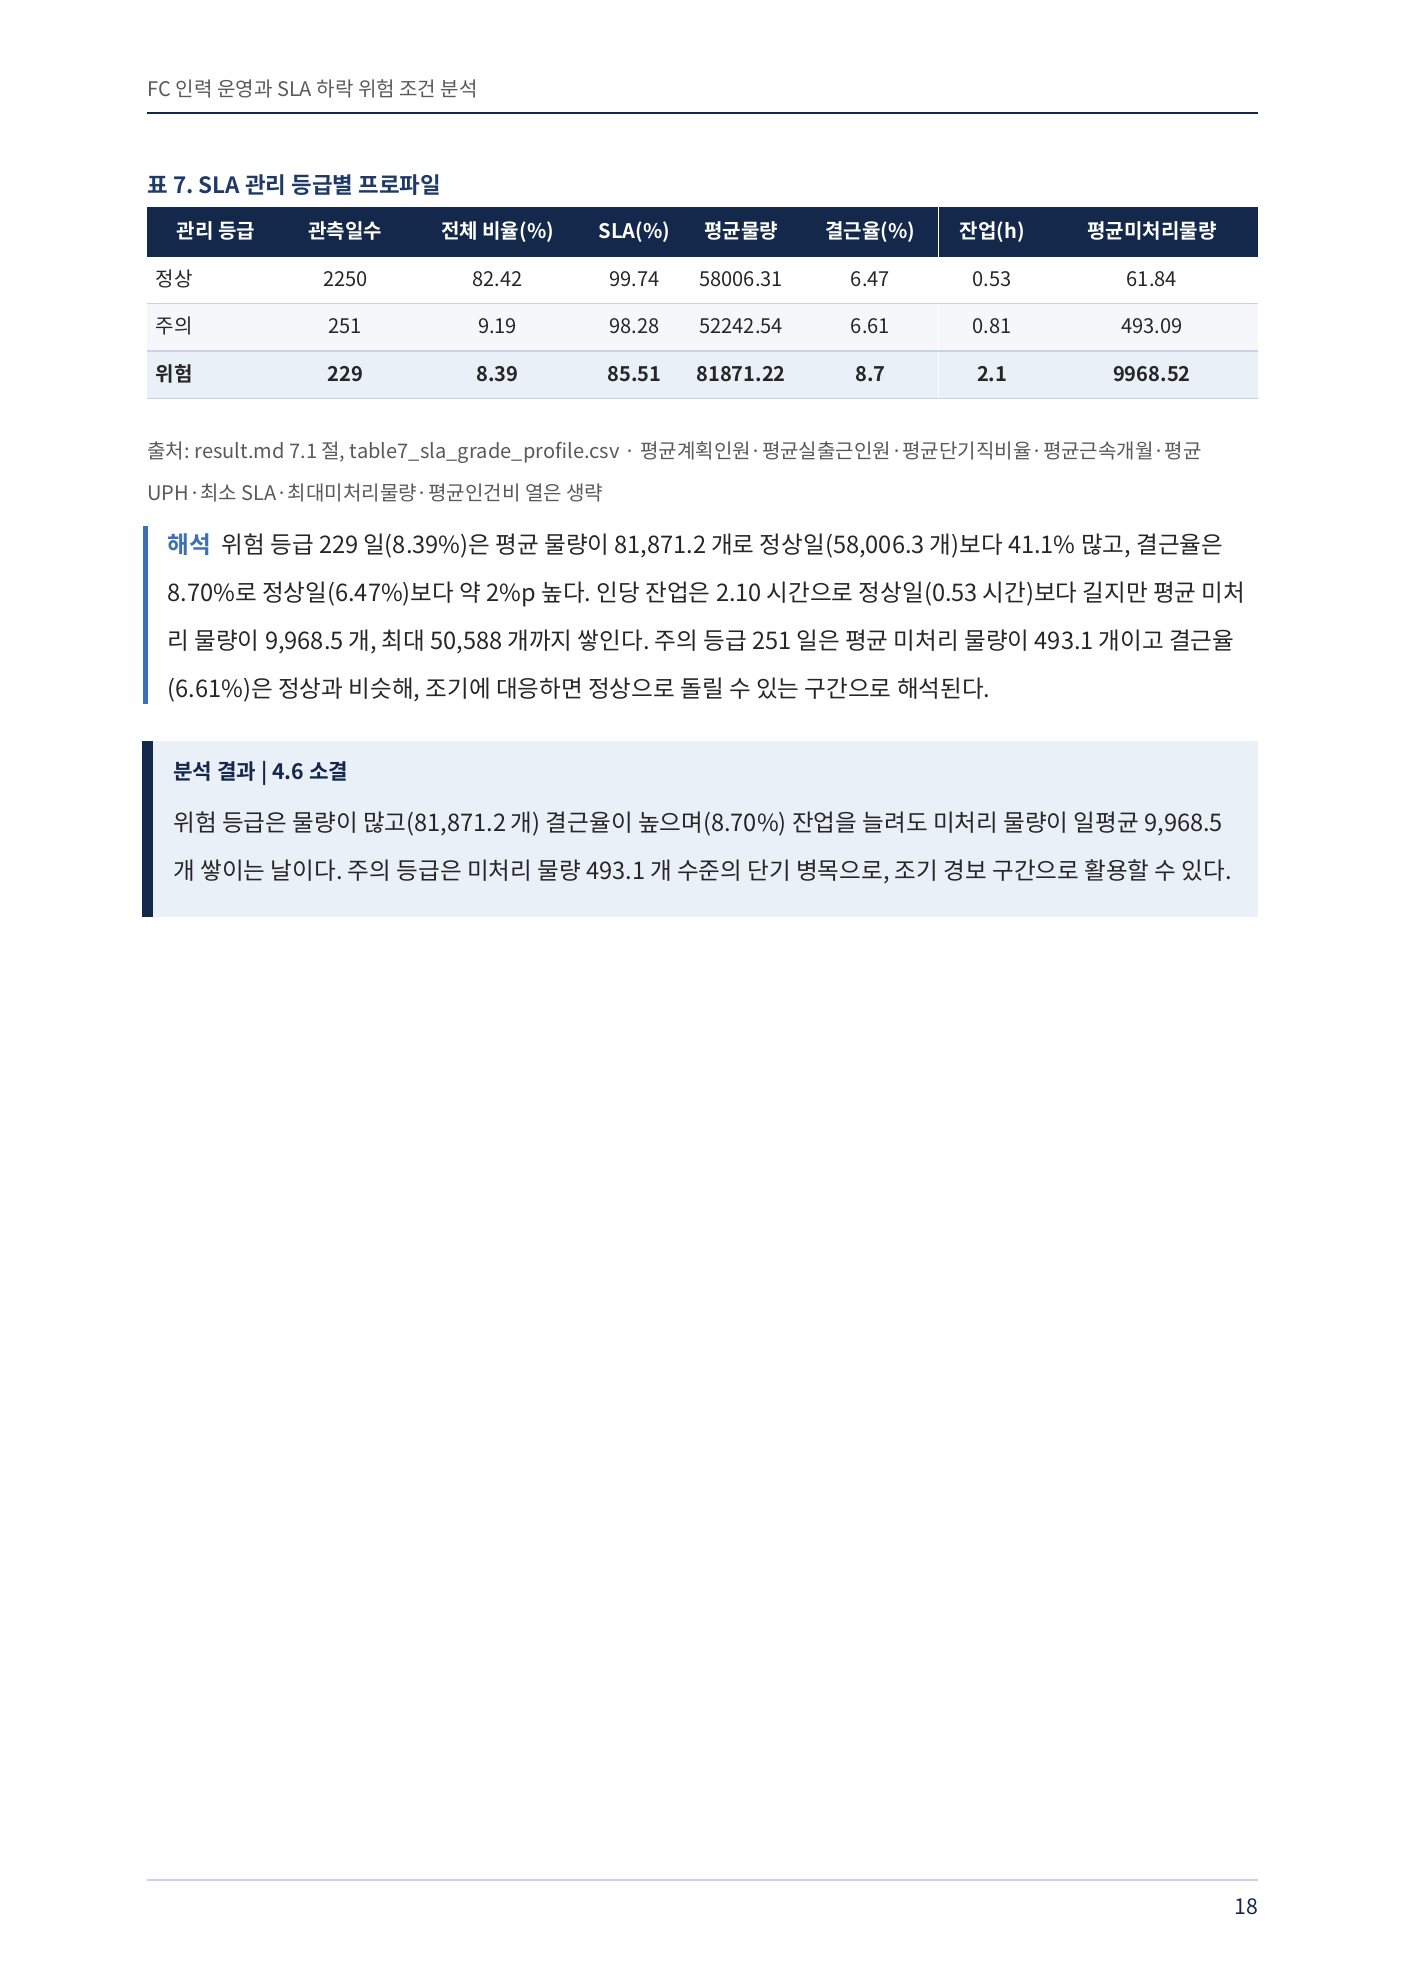 FC 인력 운영과 SLA 하락 위험 조건 분석
표 7. SLA 관리 등급별 프로파일
관리 등급 관측일수 전체 비율(%) SLA(%) 평균물량 결근율(%) 잔업(h) 평균미처리물량
정상 2250 82.42 99.74 58006.31 6.47 0.53 61.84
주의 251 9.19 98.28 52242.54 6.61 0.81 493.09
위험 229 8.39 85.51 81871.22 8.7 2.1 9968.52
출처: result.md 7.1 절, table7_sla_grade_profile.csv · 평균계획인원·평균실출근인원·평균단기직비율·평균근속개월·평균
UPH·최소 SLA·최대미처리물량·평균인건비 열은 생략
해석 위험 등급 229 일(8.39%)은 평균 물량이 81,871.2 개로 정상일(58,006.3 개)보다 41.1% 많고, 결근율은
8.70%로 정상일(6.47%)보다 약 2%p 높다. 인당 잔업은 2.10 시간으로 정상일(0.53 시간)보다 길지만 평균 미처
리 물량이 9,968.5 개, 최대 50,588 개까지 쌓인다. 주의 등급 251 일은 평균 미처리 물량이 493.1 개이고 결근율
(6.61%)은 정상과 비슷해, 조기에 대응하면 정상으로 돌릴 수 있는 구간으로 해석된다.
분석 결과 | 4.6 소결
위험 등급은 물량이 많고(81,871.2 개) 결근율이 높으며(8.70%) 잔업을 늘려도 미처리 물량이 일평균 9,968.5
개 쌓이는 날이다. 주의 등급은 미처리 물량 493.1 개 수준의 단기 병목으로, 조기 경보 구간으로 활용할 수 있다.
18